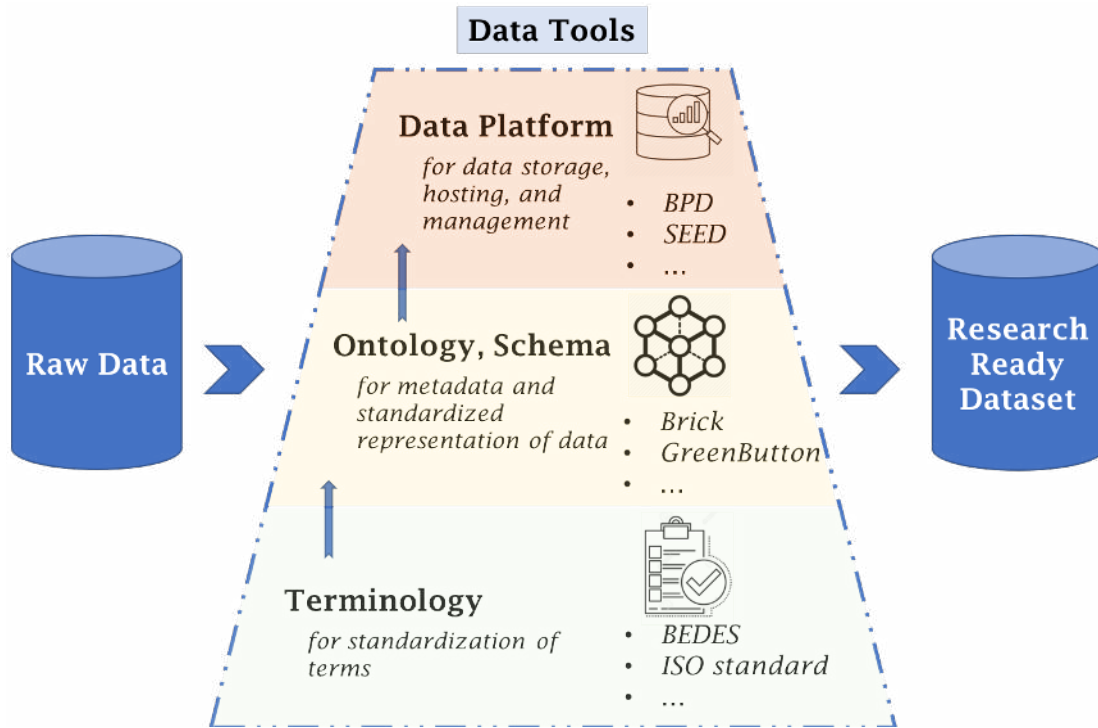 Data Tools
Data Platform
for data storage,
hosting, and
management
• BPD
• SEED
• ...
Raw Data
Ontology, Schema
for metadata and
standardized
representation of data
• Brick
• GreenButton
• ...
Research
Ready
Dataset
Terminology
for standardization of
terms
• BEDES
• ISO standard
• ...